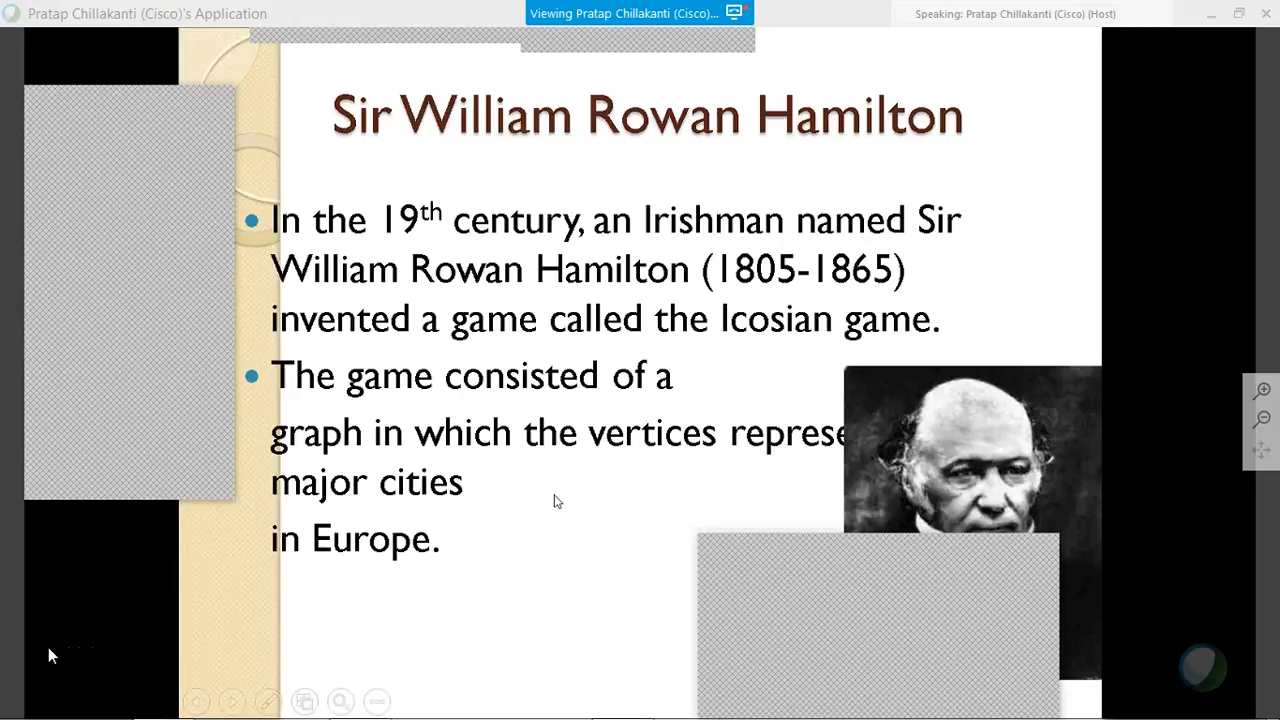 Pratap Chillakanti (Cisco)'s Application
Viewing Pratap Chillakanti (Cisco)...
Speaking: Pratap Chillakanti (Cisco) (Host)
Sir William Rowan Hamilton
In the 19th century, an Irishman named Sir
William Rowan Hamilton (1805-1865)
invented a game called the Icosian game.
The game consisted of a
graph in which the vertices
major cities
in Europe.